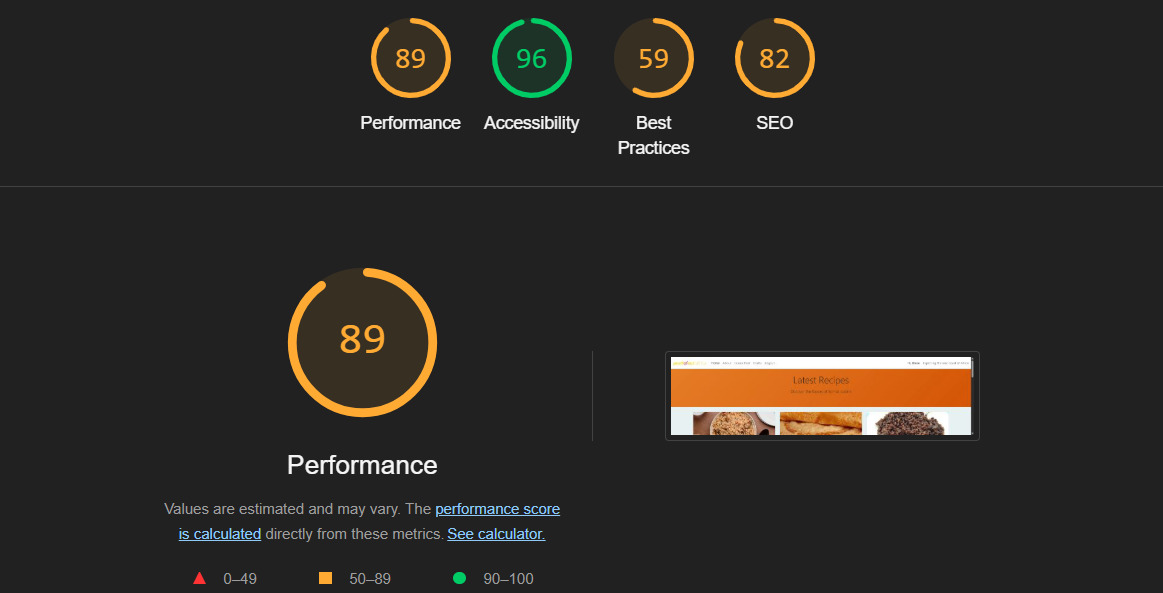 89
96
59
82
Performance
Accessibility
Best
Practices
SEO
89
Performance
Values are estimated and may vary. The performance score
is calculated directly from these metrics. See calculator.
0–49
50–89
90–100
Latest Recipes